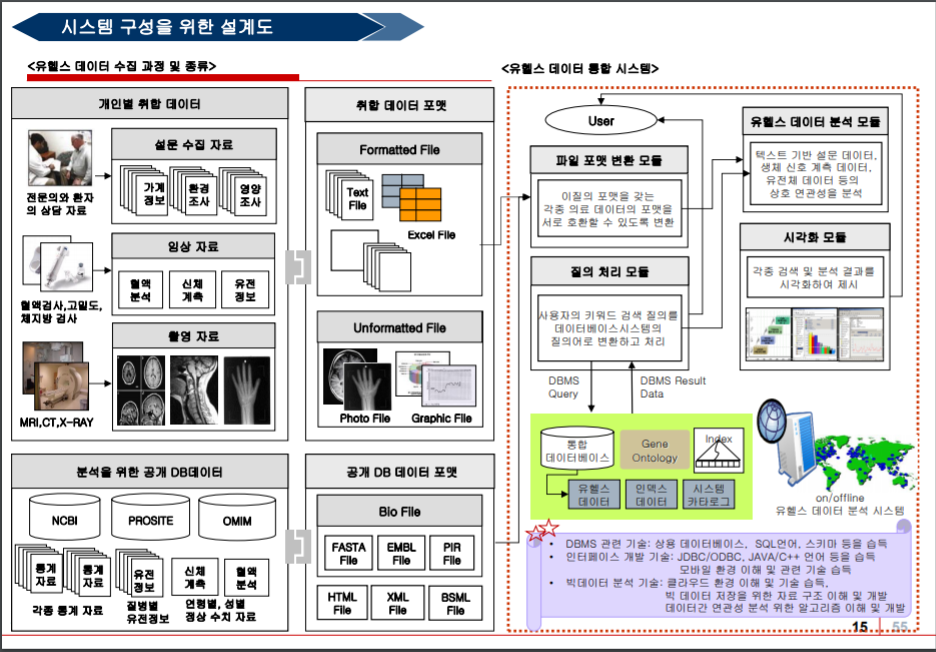 시스템 구성을 위한 설계도
<유헬스 데이터 수집 과정 및 종류>
개인별 취합 데이터
전문의와 환자
의 상담 자료
설문 수집 자료
가계
정보
환경
조사
영양
조사
혈액검사,고밀도,
체지방 검사
임상 자료
혈액
분석
신체
계측
유전
정보
MRI,CT,X-RAY
촬영 자료
취합 데이터 포맷
Formatted File
Text
File
Excel File
Unformatted File
Photo File
Graphic File
분석을 위한 공개 DB데이터
NCBI
PROSITE
OMIM
통계
자료
통계
자료
각종 통계 자료
유전
정보
질병별
유전정보
신체
계측
혈액
분석
연령별, 성별
정상 수치 자료
공개 DB 데이터 포맷
Bio File
FASTA
File
EMBL
File
PIR
File
HTML
File
XML
File
BSML
File
<유헬스 데이터 통합 시스템>
User
파일 포맷 변환 모듈
이질의 포맷을 갖는
각종 의료 데이터의 포맷을
서로 호환할 수 있도록 변환
질의 처리 모듈
사용자의 키워드 검색 질의를
데이터베이스시스템의
질의어로 변환하고 처리
유헬스 데이터 분석 모듈
텍스트 기반 설문 데이터,
생체 신호 계측 데이터,
유전체 데이터 등의
상호 연관성을 분석
시각화 모듈
각종 검색 및 분석 결과를
시각화하여 제시
DBMS
Query
DBMS Result
Data
통합
데이터베이스
Gene
Ontology
Index
유헬스
데이터
인덱스
데이터
시스템
카타로그
on/offline
유헬스 데이터 분석 시스템
• DBMS 관련 기술: 상용 데이터베이스, SQL언어, 스키마 등을 습득
• 인터페이스 개발 기술: JDBC/ODBC, JAVA/C++ 언어 등을 습득
모바일 환경 이해 및 관련 기술 습득
• 빅데이터 분석 기술: 클라우드 환경 이해 및 기술 습득,
빅 데이터 저장을 위한 자료 구조 이해 및 개발
데이터간 연관성 분석 위한 알고리즘 이해 및 개발
15 55